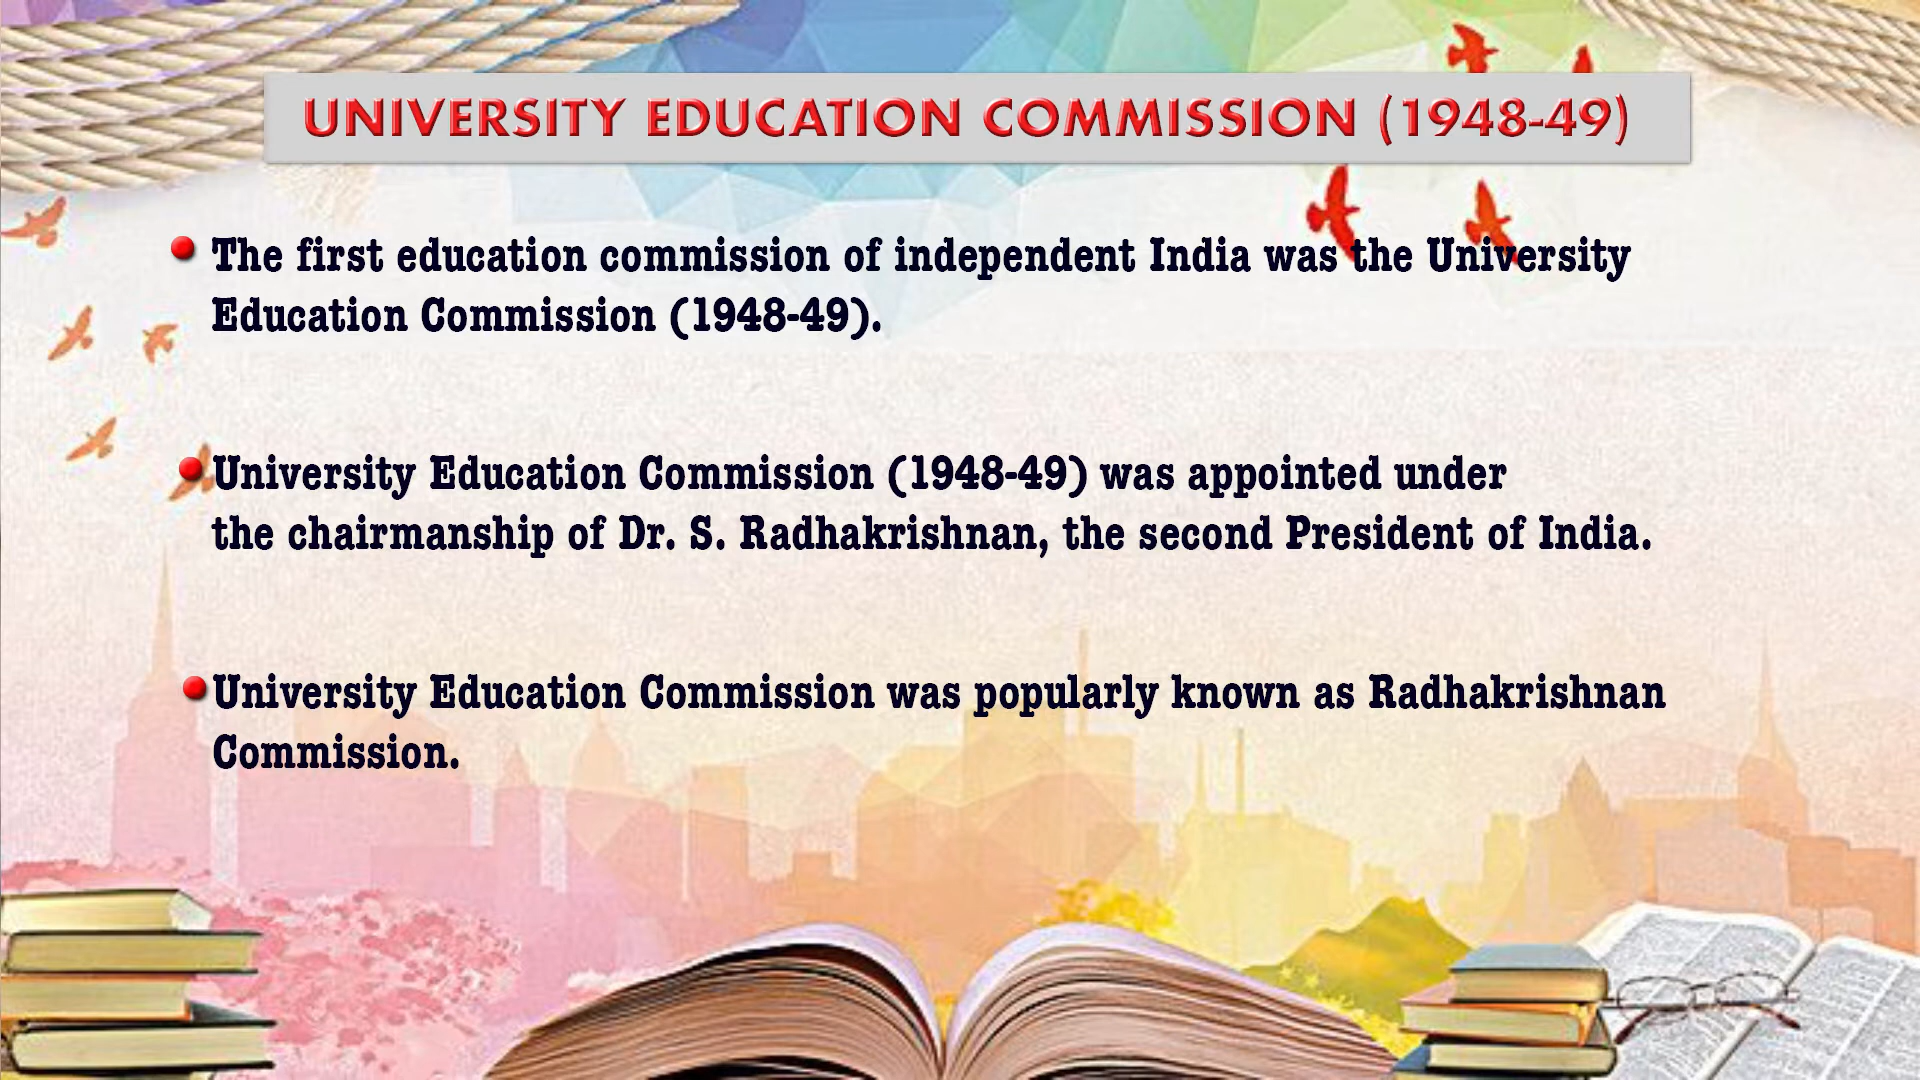 UNIVERSITY EDUCATION COMMISSION (1948-49)
The first education commission of independent India was the University
Education Commission (1948-49).
University Education Commission (1948-49) was appointed under
the chairmanship of Dr. S. Radhakrishnan, the second President of India.
University Education Commission was popularly known as Radhakrishnan
Commission.